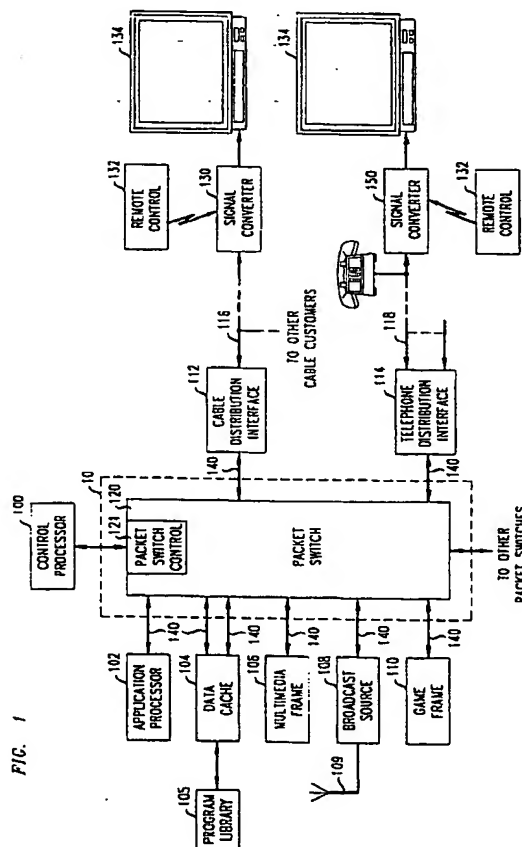 FIG. 1
100
CONTROL
PROCESSOR
10
120
121
PACKET
SWITCH
CONTROL
PACKET
SWITCH
102
APPLICATION
PROCESSOR
140
105
PROGRAM
LIBRARY
104
DATA
CACHE
140
140
106
MULTIMEDIA
FRAME
140
109
108
BROADCAST
SOURCE
140
110
GAME
FRAME
140
TO OTHER
PACKET SWITCHES
112
CABLE
DISTRIBUTION
INTERFACE
140
116
TO OTHER
CABLE CUSTOMERS
132
REMOTE
CONTROL
130
SIGNAL
CONVERTER
134
114
TELEPHONE
DISTRIBUTION
INTERFACE
140
118
150
SIGNAL
CONVERTER
132
REMOTE
CONTROL
134